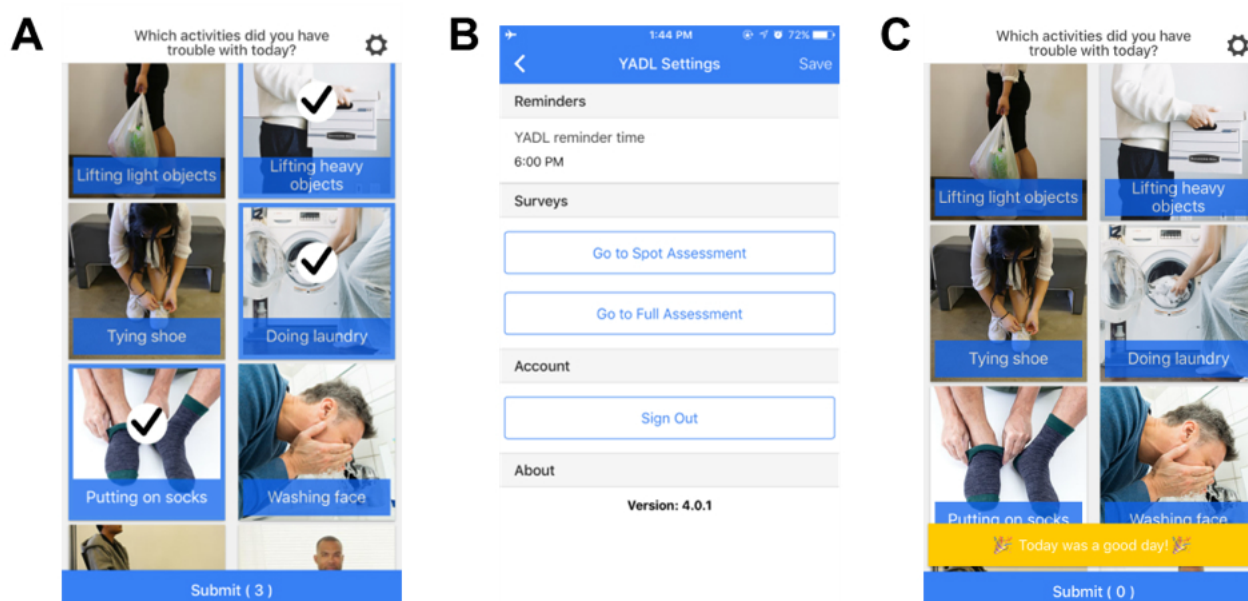 A
Which activities did you have
trouble with today?
Lifting light objects
Lifting heavy
objects
Tying shoe
Doing laundry
Putting on socks
Washing face
Submit ( 3 )
B
1:44 PM
72%
YADL Settings
Save
Reminders
YADL reminder time
6:00 PM
Surveys
Go to Spot Assessment
Go to Full Assessment
Account
Sign Out
About
Version: 4.0.1
C
Which activities did you have
trouble with today?
Lifting light objects
Lifting heavy
objects
Tying shoe
Doing laundry
Putting on socks
Washing face
🎉 Today was a good day! 🎉
Submit ( 0 )